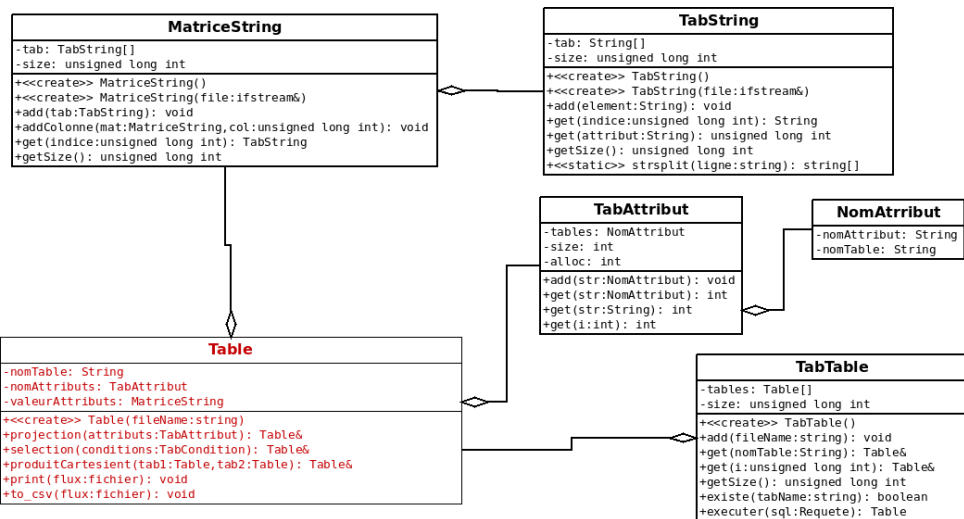 MatriceString
-tab: TabString[]
-size: unsigned long int
+<<create>> MatriceString()
+<<create>> MatriceString(file:ifstream&)
+add(tab:TabString): void
+addColonne(mat:MatriceString,col:unsigned long int): void
+get(indice:unsigned long int): TabString
+getSize(): unsigned long int
TabString
-tab: String[]
-size: unsigned long int
+<<create>> TabString()
+<<create>> TabString(file:ifstream&)
+add(element:String): void
+get(indice:unsigned long int): String
+get(attribut:String): unsigned long int
+getSize(): unsigned long int
+<<static>> strsplit(ligne:string): string[]
TabAttribut
-tables: NomAttribut
-size: int
-alloc: int
+add(str:NomAttribut): void
+get(str:NomAttribut): int
+get(str:String): int
+get(i:int): int
NomAtrribut
-nomAttribut: String
-nomTable: String
Table
-nomTable: String
-nomAttributs: TabAttribut
-valeurAttributs: MatriceString
+<<create>> Table(fileName:string)
+projection(attributs:TabAttribut): Table&
+selection(conditions:TabCondition): Table&
+produitCartesient(tab1:Table,tab2:Table): Table&
+print(flux:fichier): void
+to_csv(flux:fichier): void
TabTable
-tables: Table[]
-size: unsigned long int
+<<create>> TabTable()
+add(fileName:string): void
+get(nomTable:String): Table&
+get(i:unsigned long int): Table&
+getSize(): unsigned long int
+existe(tabName:string): boolean
+executer(sql:Requete): Table